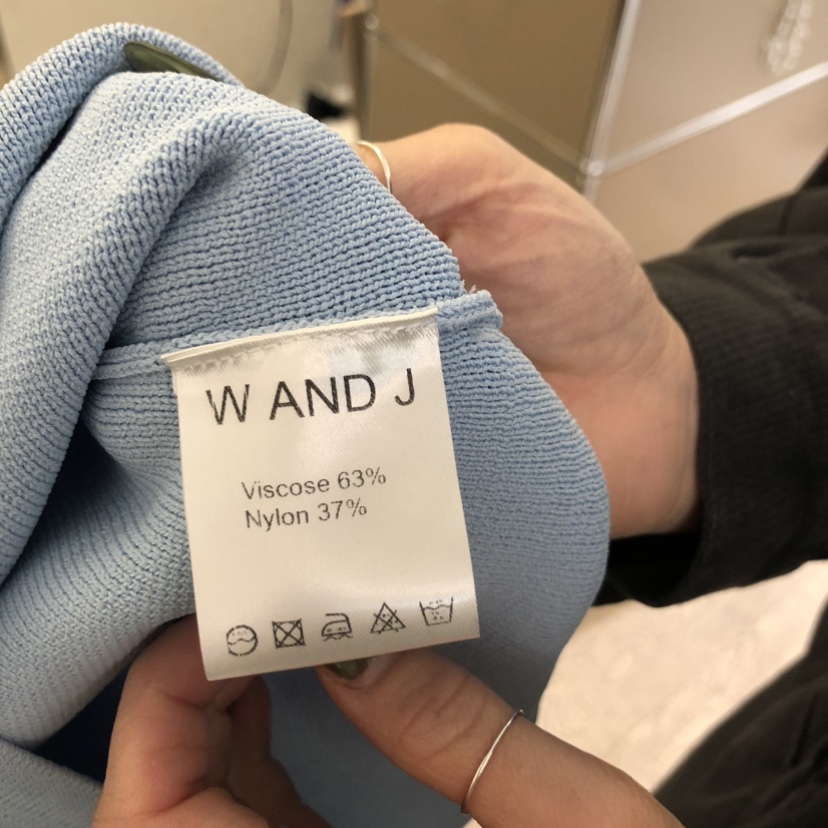 W AND J
Viscose 63%
Nylon 37%